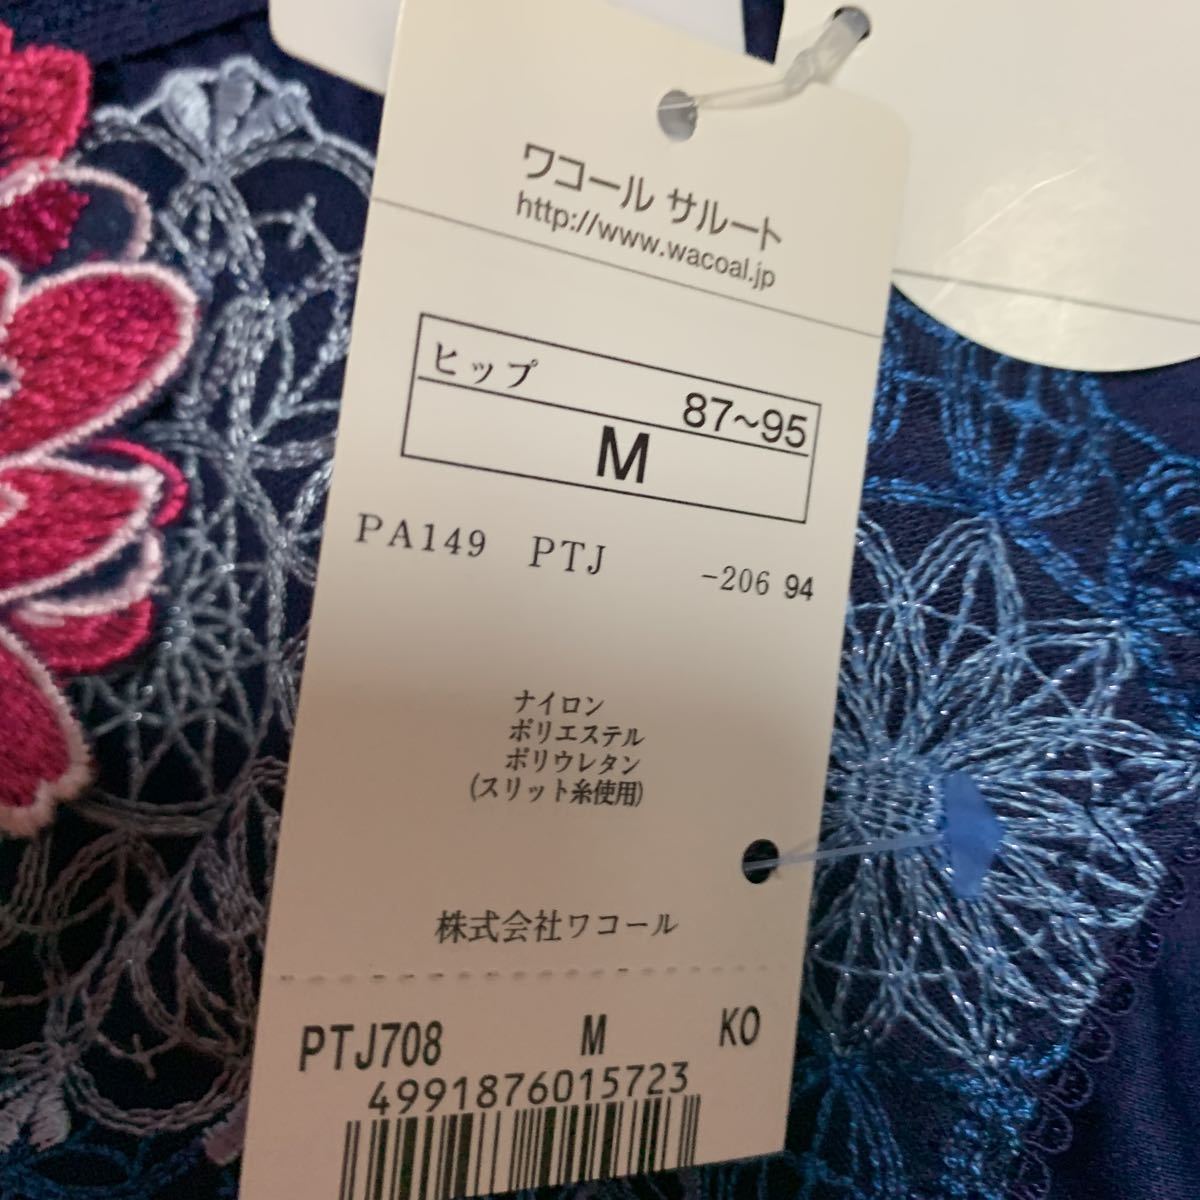 ワコール サルート
http://www.wacoal.jp
ヒップ 87~95
M
PA149 PTJ -206 94
ナイロン
ポリエステル
ポリウレタン
(スリット糸使用)
株式会社ワコール
PTJ708 M KO
4991876015723